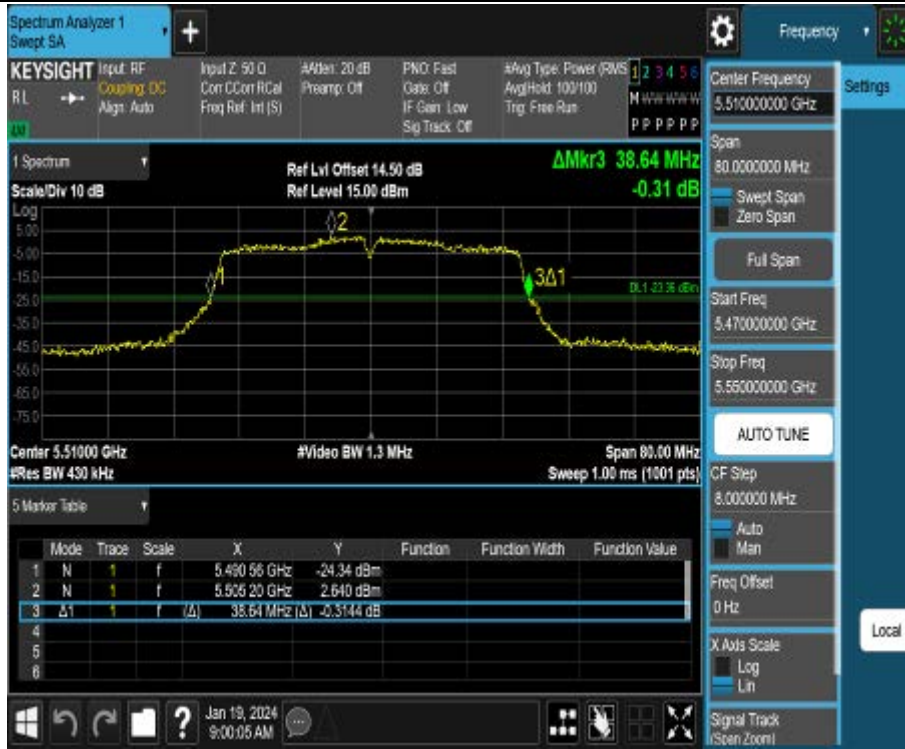 Spectrum Analyzer 1
Swept SA
+
Frequency
KEYSIGHT Input: RF
RL
Coupling: DC
Align: Auto
Input Z: 50 Ω
Corr CCorr RCal
Freq Ref: Int (S)
#Atten: 20 dB
Preamp: Off
PNO: Fast
Gate: Off
IF Gain: Low
Sig Track: Off
#Avg Type: Power (RMS
Avg|Hold: 100/100
Trig: Free Run
1 2 3 4 5 6
M W W W W W
P P P P P P
Center Frequency
5.510000000 GHz
Settings
1 Spectrum
Scale/Div 10 dB
Ref Lvl Offset 14.50 dB
Ref Level 15.00 dBm
ΔMkr3 38.64 MHz
-0.31 dB
Log
5.00
-5.00
-15.0
-25.0
-35.0
-45.0
-55.0
-65.0
-75.0
1
2
3Δ1
Center 5.51000 GHz
#Res BW 430 kHz
#Video BW 1.3 MHz
Span 80.00 MHz
Sweep 1.00 ms (1001 pts)
Span
80.0000000 MHz
Swept Span
Zero Span
Full Span
Start Freq
5.470000000 GHz
Stop Freq
5.550000000 GHz
AUTO TUNE
CF Step
8.000000 MHz
Auto
Man
Freq Offset
0 Hz
X Axis Scale
Log
Lin
Signal Track
(Span Zoom)
Local
5 Marker Table
Mode Trace Scale X Y Function Function Width Function Value
1 N 1 f 5.490 56 GHz -24.34 dBm
2 N 1 f 5.505 20 GHz 2.640 dBm
3 Δ1 1 f (Δ) 38.64 MHz (Δ) -0.3144 dB
4
5
6
?
Jan 19, 2024
9:00:05 AM